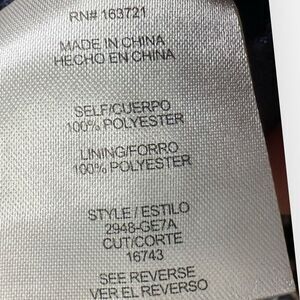 RN# 163721
MADE IN CHINA
HECHO EN CHINA
SELF/CUERPO
100% POLYESTER
LINING/FORRO
100% POLYESTER
STYLE / ESTILO
2948-GE7A
CUT/CORTE
16743
SEE REVERSE
VER EL REVERSO